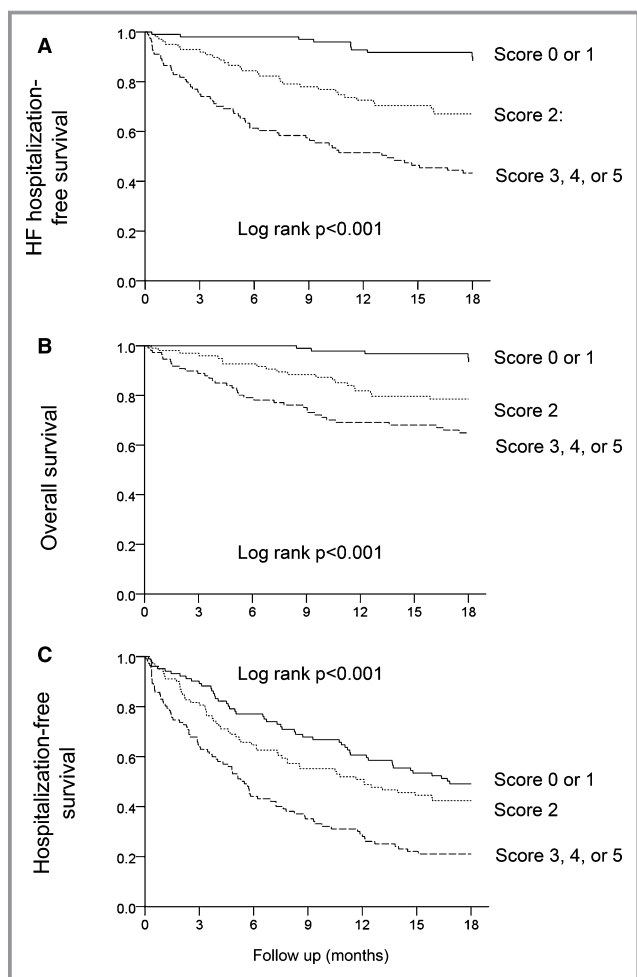 A
HF hospitalization-
free survival
1.0
0.8
0.6
0.4
0.2
0.0
0 3 6 9 12 15 18
Score 0 or 1
Score 2:
Score 3, 4, or 5
Log rank p<0.001
B
Overall survival
1.0
0.8
0.6
0.4
0.2
0.0
0 3 6 9 12 15 18
Score 0 or 1
Score 2
Score 3, 4, or 5
Log rank p<0.001
C
Hospitalization-free
survival
1.0
0.8
0.6
0.4
0.2
0.0
0 3 6 9 12 15 18
Log rank p<0.001
Score 0 or 1
Score 2
Score 3, 4, or 5
Follow up (months)